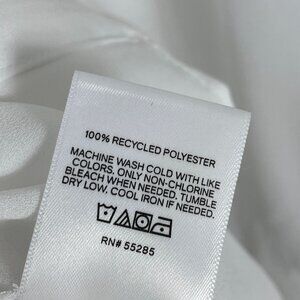 100% RECYCLED POLYESTER
MACHINE WASH COLD WITH LIKE
COLORS. ONLY NON-CHLORINE
BLEACH WHEN NEEDED. TUMBLE
DRY LOW. COOL IRON IF NEEDED.
RN# 55285